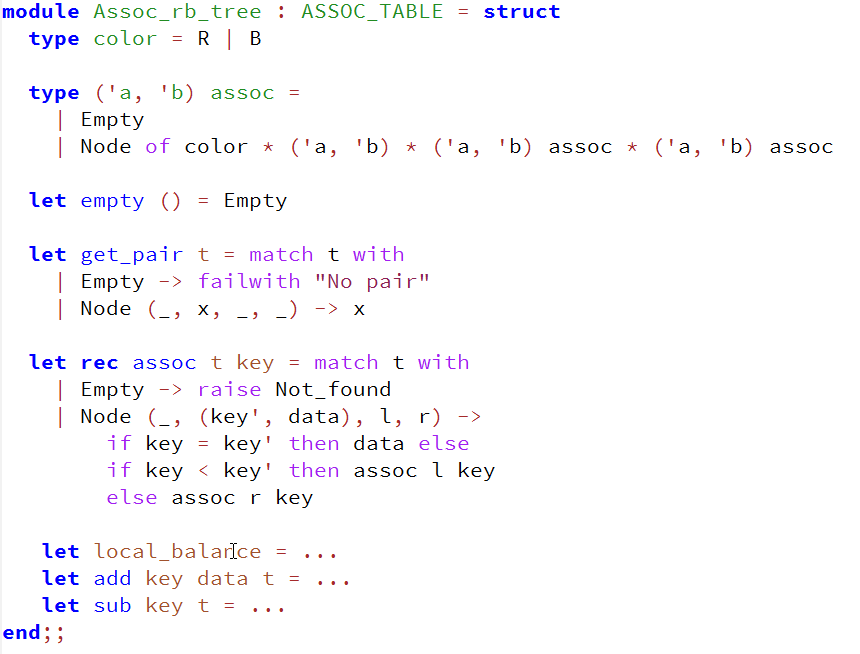 module Assoc_rb_tree : ASSOC_TABLE = struct
type color = R | B
type ('a, 'b) assoc =
| Empty
| Node of color * ('a, 'b) * ('a, 'b) assoc * ('a, 'b) assoc
let empty () = Empty
let get_pair t = match t with
| Empty -> failwith "No pair"
| Node (_, x, _, _) -> x
let rec assoc t key = match t with
| Empty -> raise Not_found
| Node (_, (key', data), l, r) ->
if key = key' then data else
if key < key' then assoc l key
else assoc r key
let local_balance = ...
let add key data t = ...
let sub key t = ...
end;;